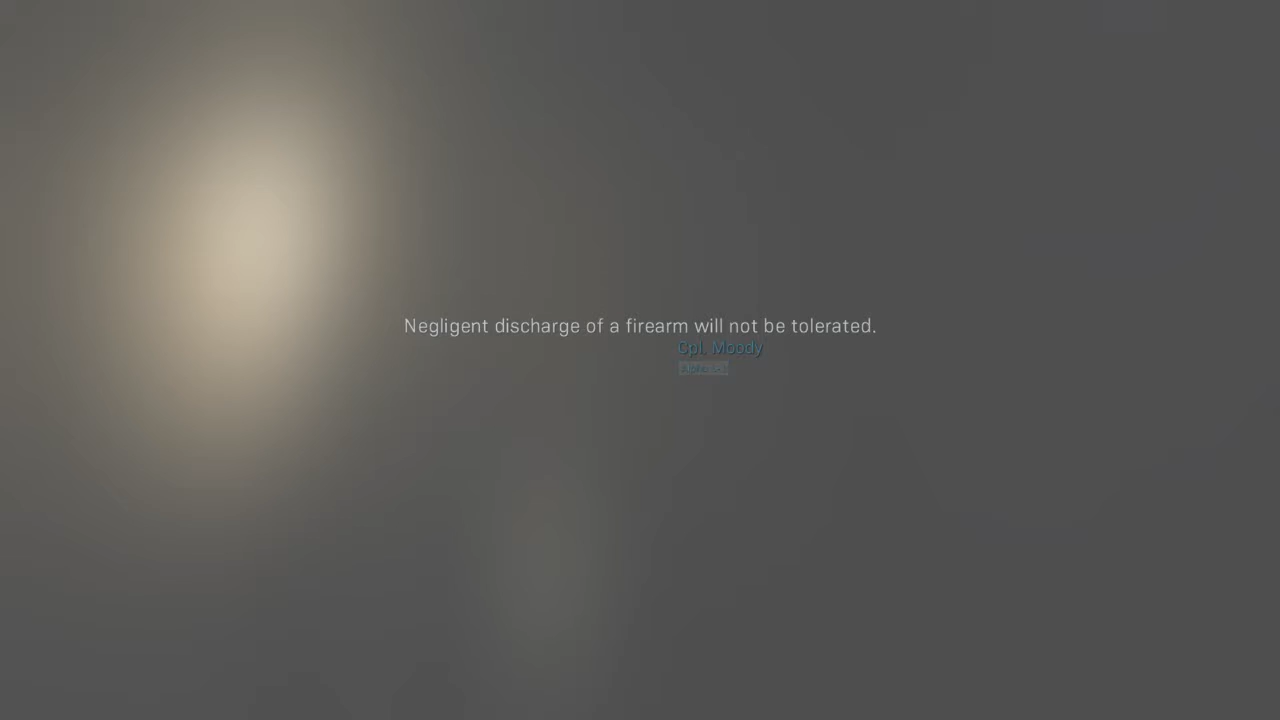 Negligent discharge of a firearm will not be tolerated.
Cpl. Moody